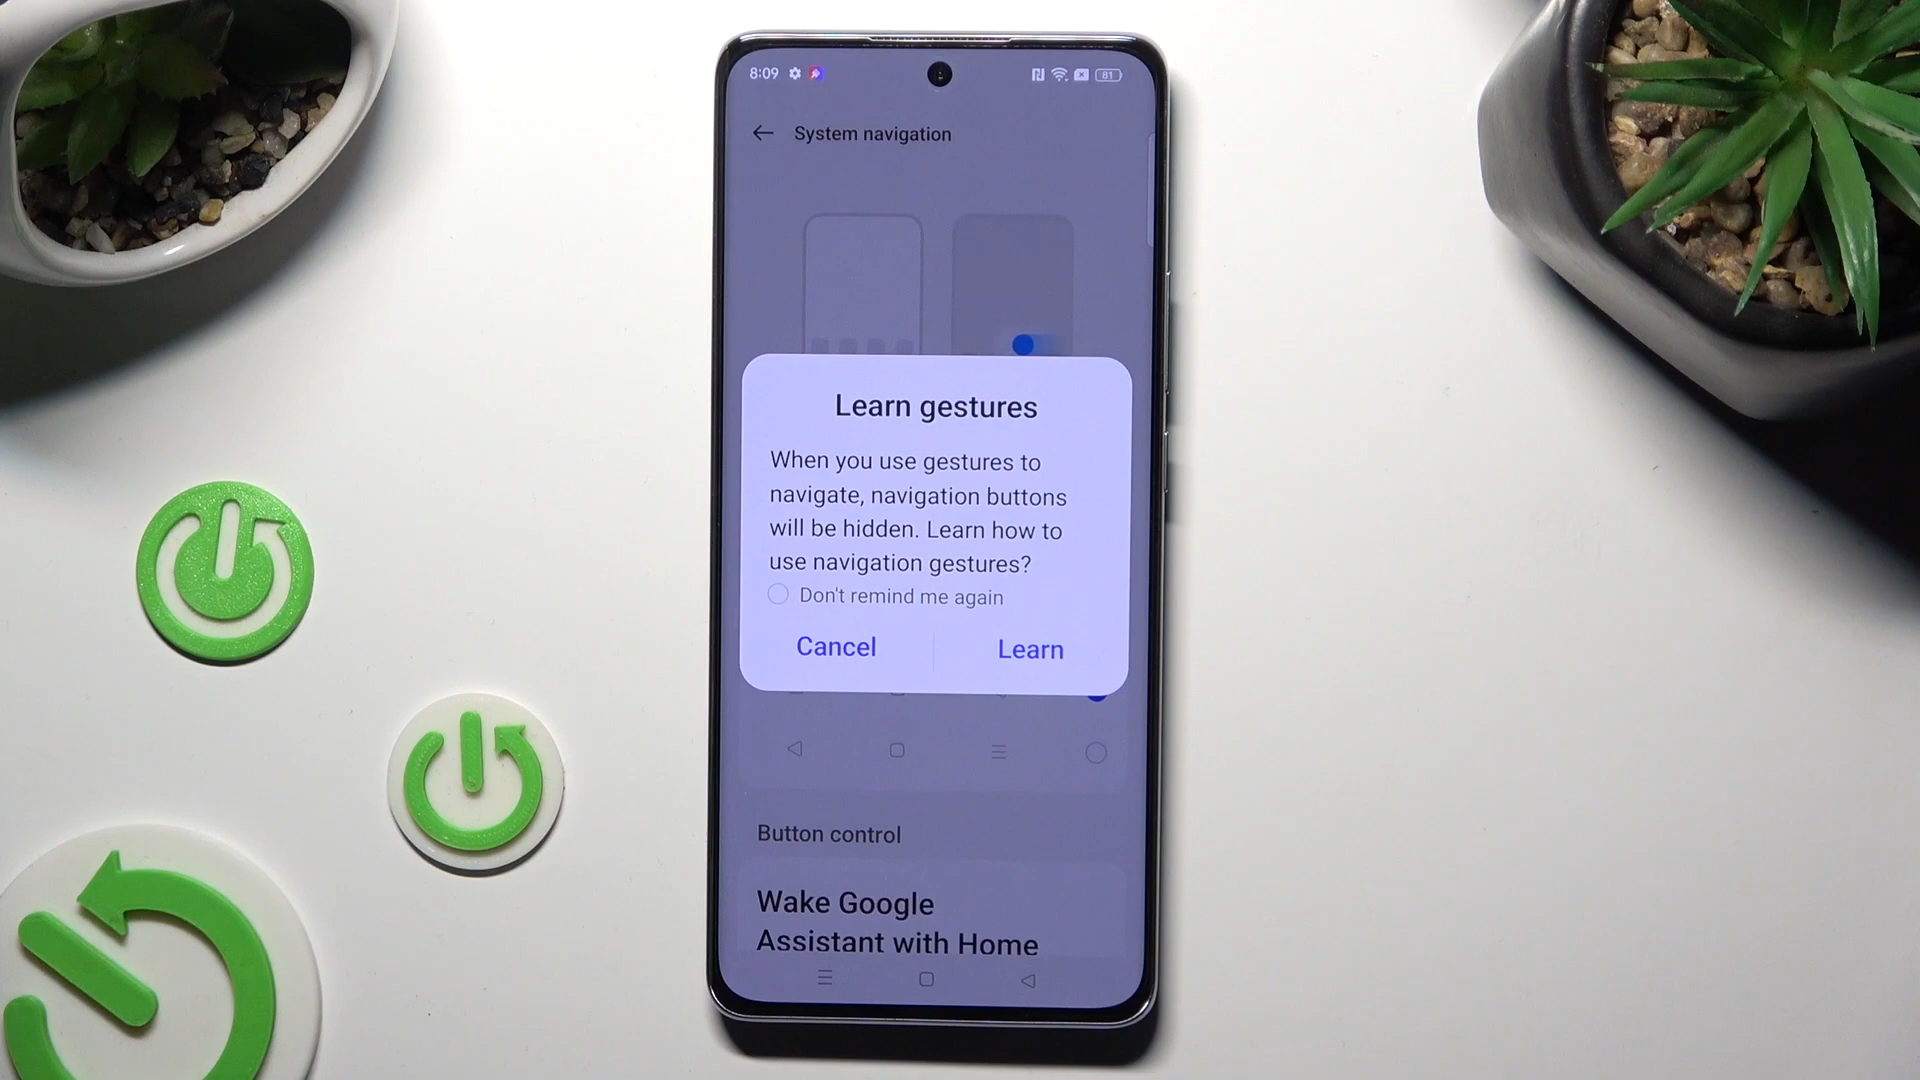 8:09
81
System navigation
Learn gestures
When you use gestures to
navigate, navigation buttons
will be hidden. Learn how to
use navigation gestures?
Don't remind me again
Cancel
Learn
Button control
Wake Google
Assistant with Home